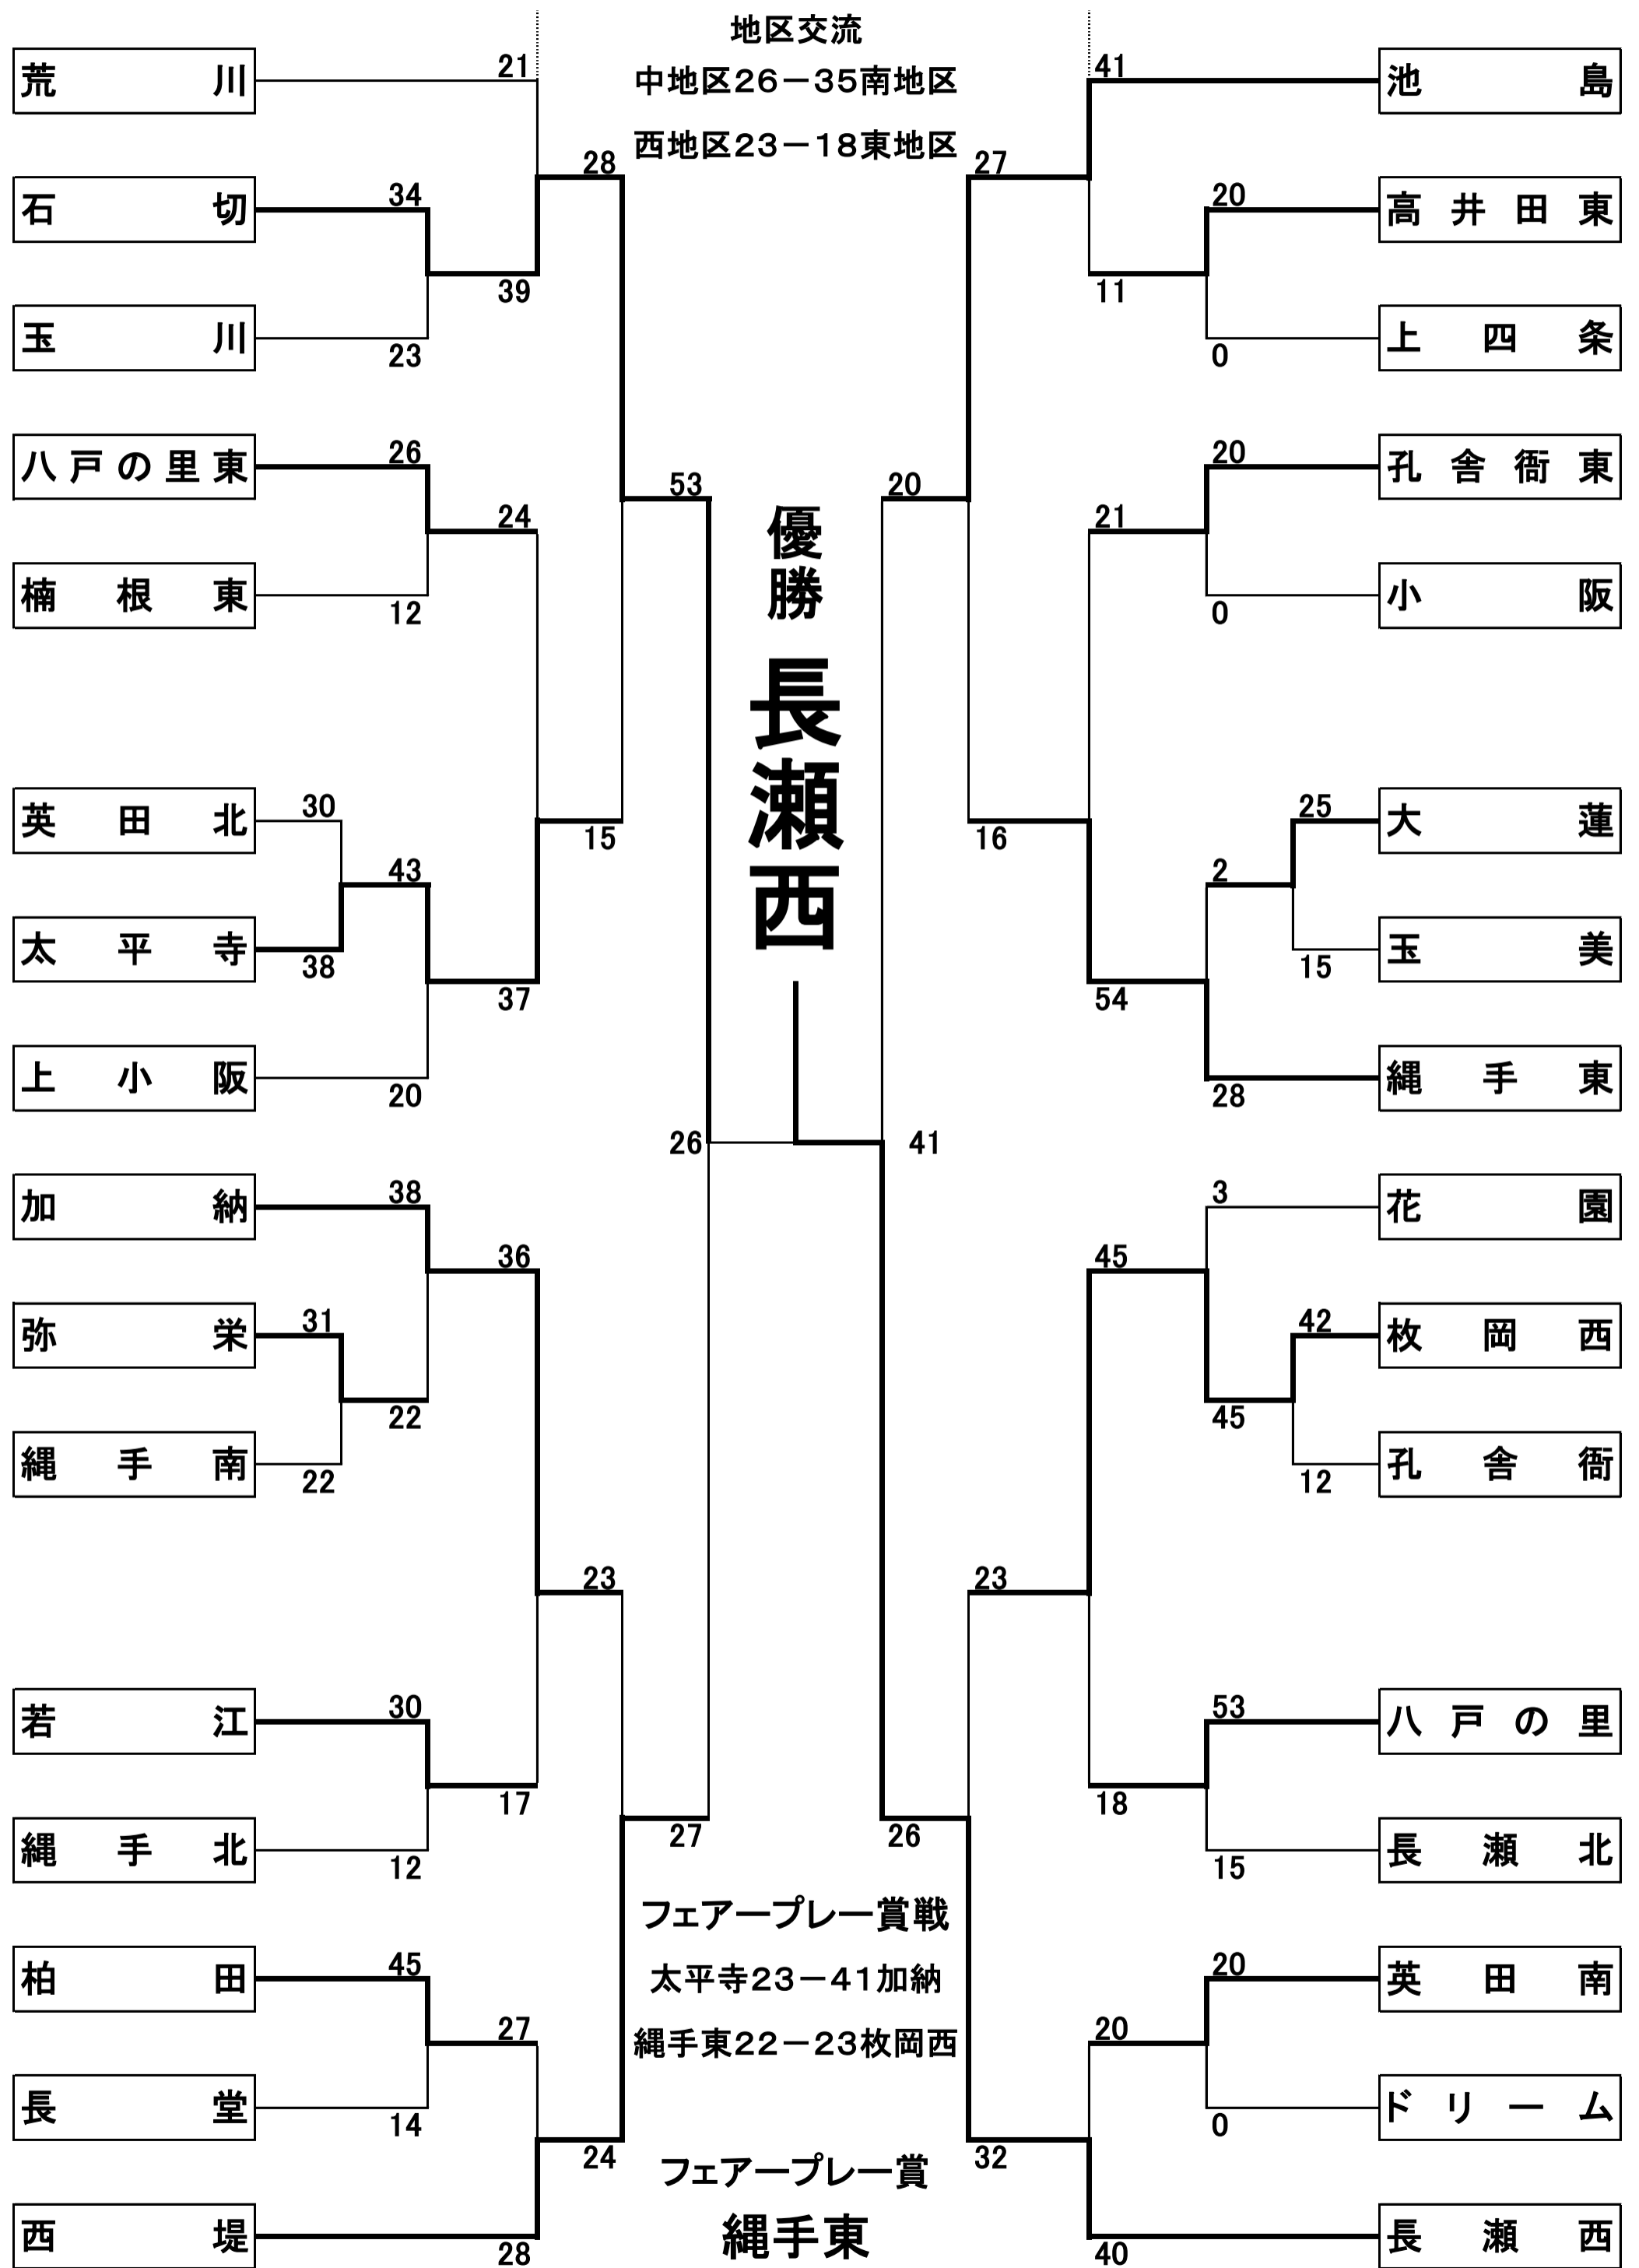 地区交流
中地区26－35南地区
西地区23－18東地区
荒川
21
41
池島
28
27
石切
34
20
高井田東
39
11
玉川
23
0
上四条
八戸の里東
26
20
孔舎衙東
53
20
24
21
楠根東
12
0
小阪
優勝
長瀬西
英田北
30
25
大蓮
15
16
43
2
太平寺
38
15
玉美
37
54
上小阪
20
28
縄手東
26
41
加納
38
3
花園
36
45
弥栄
31
42
枚岡西
22
45
縄手南
22
12
孔舎衙
23
23
若江
30
53
八戸の里
17
18
27
26
縄手北
12
15
長瀬北
フェアープレー賞戦
太平寺23－41加納
縄手東22－23枚岡西
柏田
45
20
英田南
27
20
長堂
14
0
ドリーム
24
32
フェアープレー賞
縄手東
西堤
28
40
長瀬西